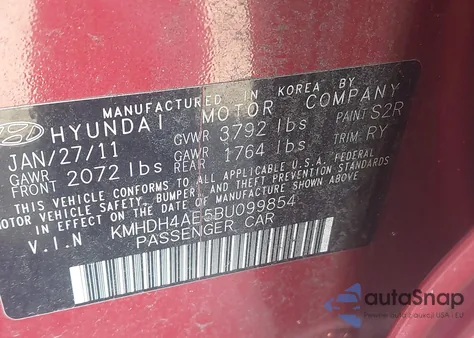 MANUFACTURED IN KOREA BY
HYUNDAI MOTOR COMPANY
JAN/27/11 GVWR 3792 lbs PAINT S2R
GAWR FRONT 2072 lbs GAWR REAR 1764 lbs TRIM RY
THIS VEHICLE CONFORMS TO ALL APPLICABLE U.S.A. FEDERAL
MOTOR VEHICLE SAFETY, BUMPER, AND THEFT PREVENTION STANDARDS
IN EFFECT ON THE DATE OF MANUFACTURE SHOWN ABOVE.
V.I.N KMHDH4AE5BU099854
PASSENGER CAR
autoSnap